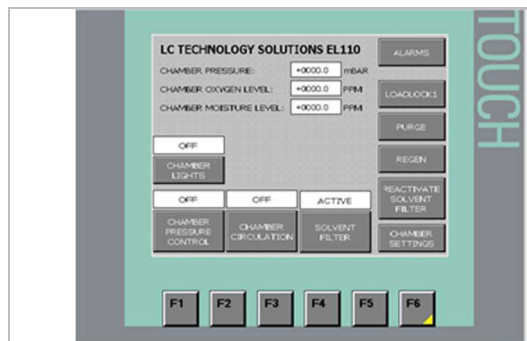 LC TECHNOLOGY SOLUTIONS EL110
CHAMBER PRESSURE: +0000.0 mBAR
CHAMBER OXYGEN LEVEL: +0000.0 PPM
CHAMBER MOISTURE LEVEL: +0000.0 PPM
ALARMS
LOADLOCK1
PURGE
REGEN
REACTIVATE
SOLVENT
FILTER
CHAMBER
SETTINGS
OFF
CHAMBER
LIGHTS
OFF
CHAMBER
PRESSURE
CONTROL
OFF
CHAMBER
CIRCULATION
ACTIVE
SOLVENT
FILTER
F1 F2 F3 F4 F5 F6
TOUCH